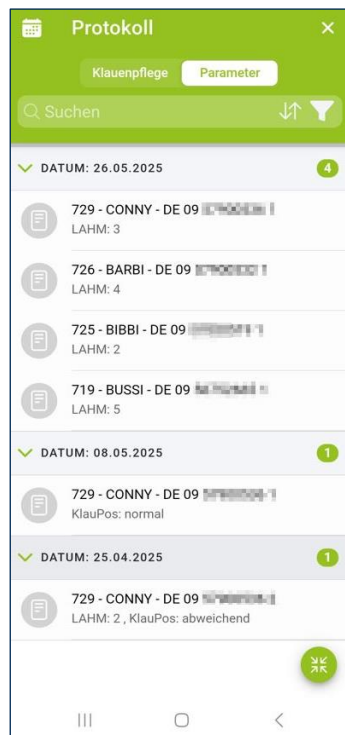 Protokoll
Klauenpflege
Parameter
Suchen
DATUM: 26.05.2025
4
729 - CONNY - DE 09
LAHM: 3
726 - BARBI - DE 09
LAHM: 4
725 - BIBBI - DE 09
LAHM: 2
719 - BUSSI - DE 09
LAHM: 5
DATUM: 08.05.2025
1
729 - CONNY - DE 09
KlauPos: normal
DATUM: 25.04.2025
1
729 - CONNY - DE 09
LAHM: 2 , KlauPos: abweichend